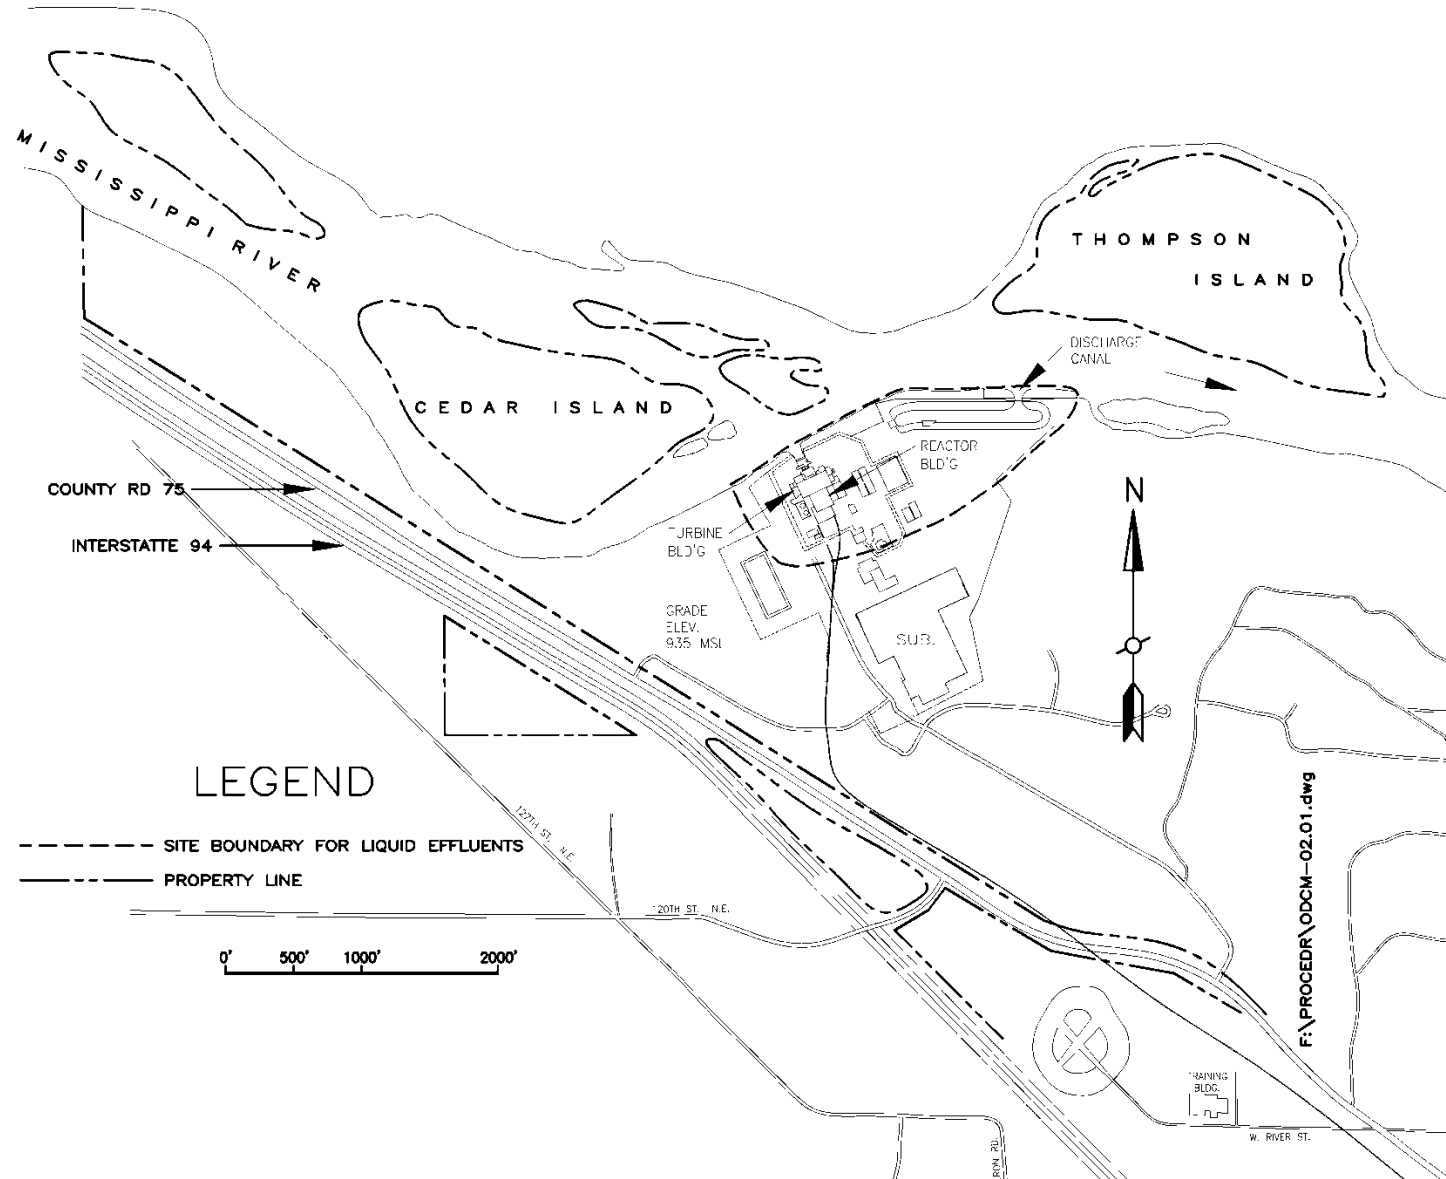 MISSISSIPPI RIVER
THOMPSON
ISLAND
DISCHARGE
CANAL
CEDAR ISLAND
REACTOR
BLD'G
COUNTY RD 75
INTERSTATTE 94
TURBINE
BLD'G
N
GRADE
ELEV.
935 MSL
SUB.
LEGEND
SITE BOUNDARY FOR LIQUID EFFLUENTS
PROPERTY LINE
127TH ST. N.E.
120TH ST. N.E.
0' 500' 1000' 2000'
F:\PROCEDR\ODCM-02.01.dwg
TRAINING
BLDG.
W. RIVER ST.
RD.